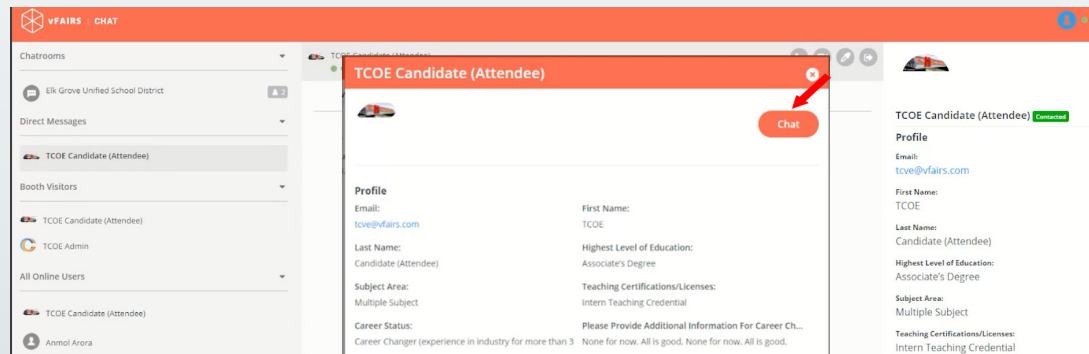 vFAIRS | CHAT
Chatrooms
Elk Grove Unified School District
2
Direct Messages
TCOE Candidate (Attendee)
Booth Visitors
TCOE Candidate (Attendee)
TCOE Admin
All Online Users
TCOE Candidate (Attendee)
Anmol Arora
TCOE Candidate (Attendee)
Chat
Profile
Email:
tcve@vfairs.com
First Name:
TCOE
Last Name:
Candidate (Attendee)
Highest Level of Education:
Associate's Degree
Subject Area:
Multiple Subject
Teaching Certifications/Licenses:
Intern Teaching Credential
Career Status:
Career Changer (experience in industry for more than 3
Please Provide Additional Information For Career Ch...
None for now. All is good. None for now. All is good.
TCOE Candidate (Attendee) Contacted
Profile
Email:
tcve@vfairs.com
First Name:
TCOE
Last Name:
Candidate (Attendee)
Highest Level of Education:
Associate's Degree
Subject Area:
Multiple Subject
Teaching Certifications/Licenses:
Intern Teaching Credential